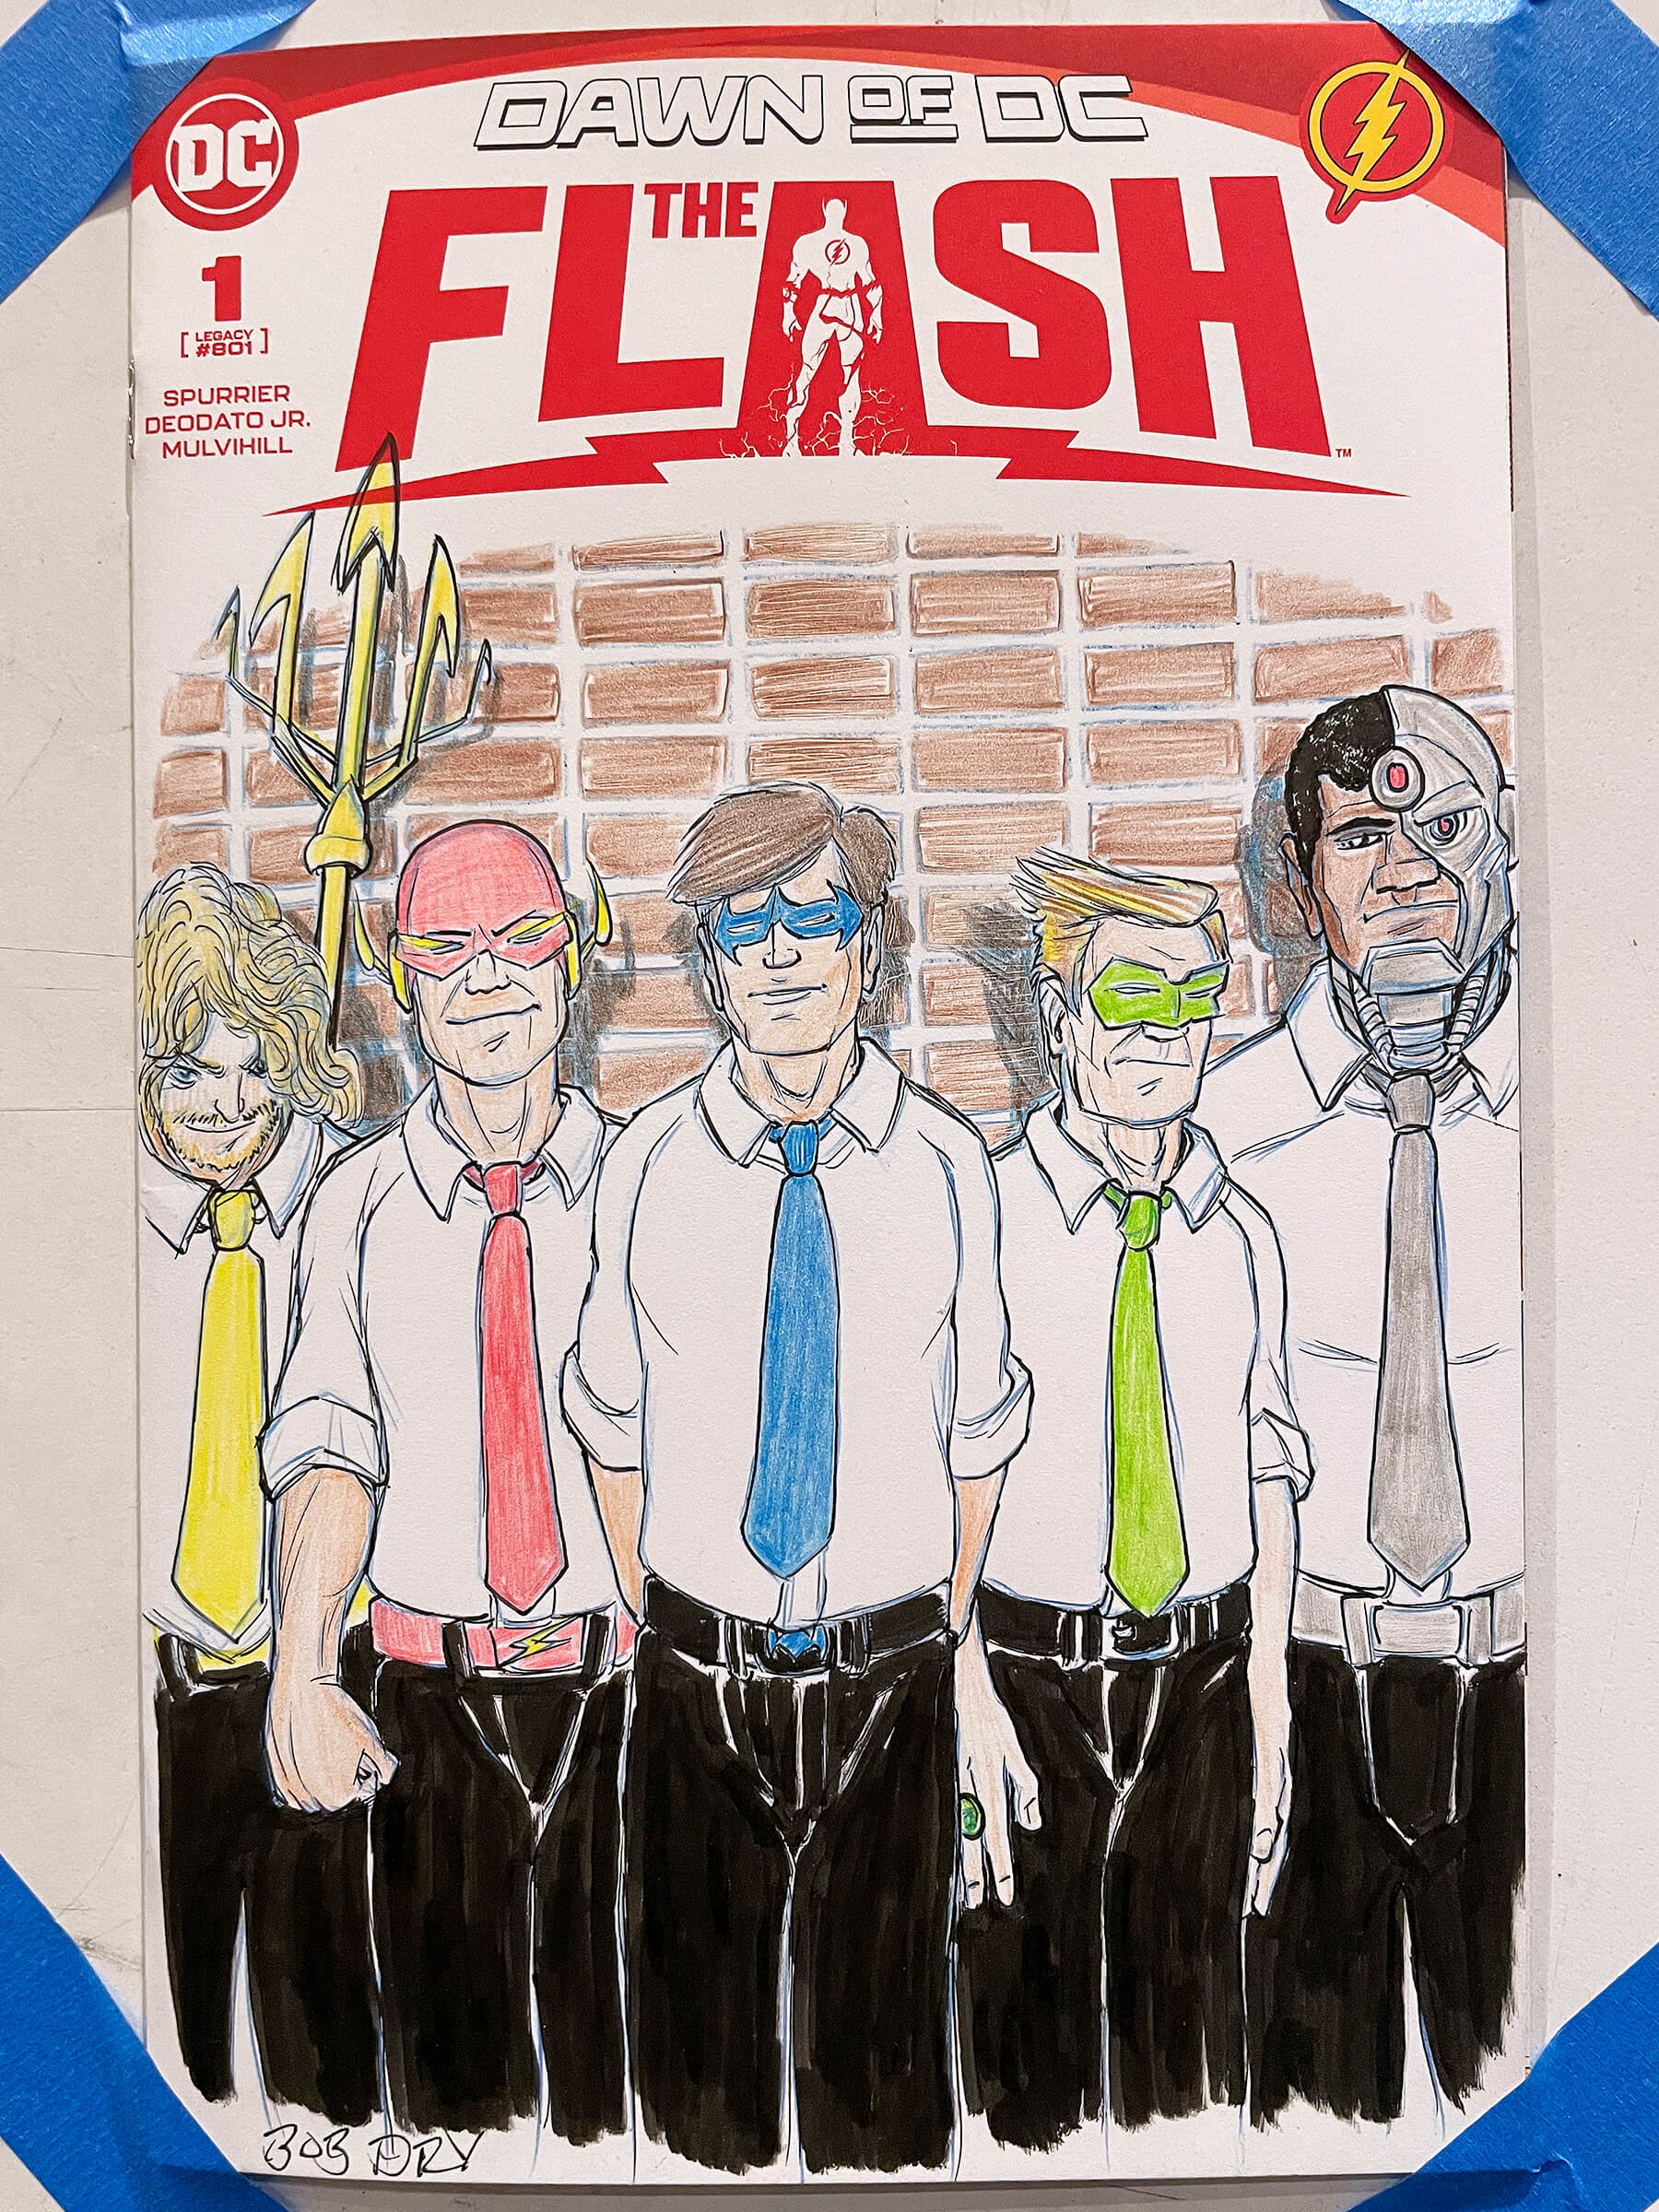 DAWN OF DC
DC
THE
FLASH
TM
1
[ LEGACY
#801 ]
SPURRIER
DEODATO JR.
MULVIHILL
BOB DRY